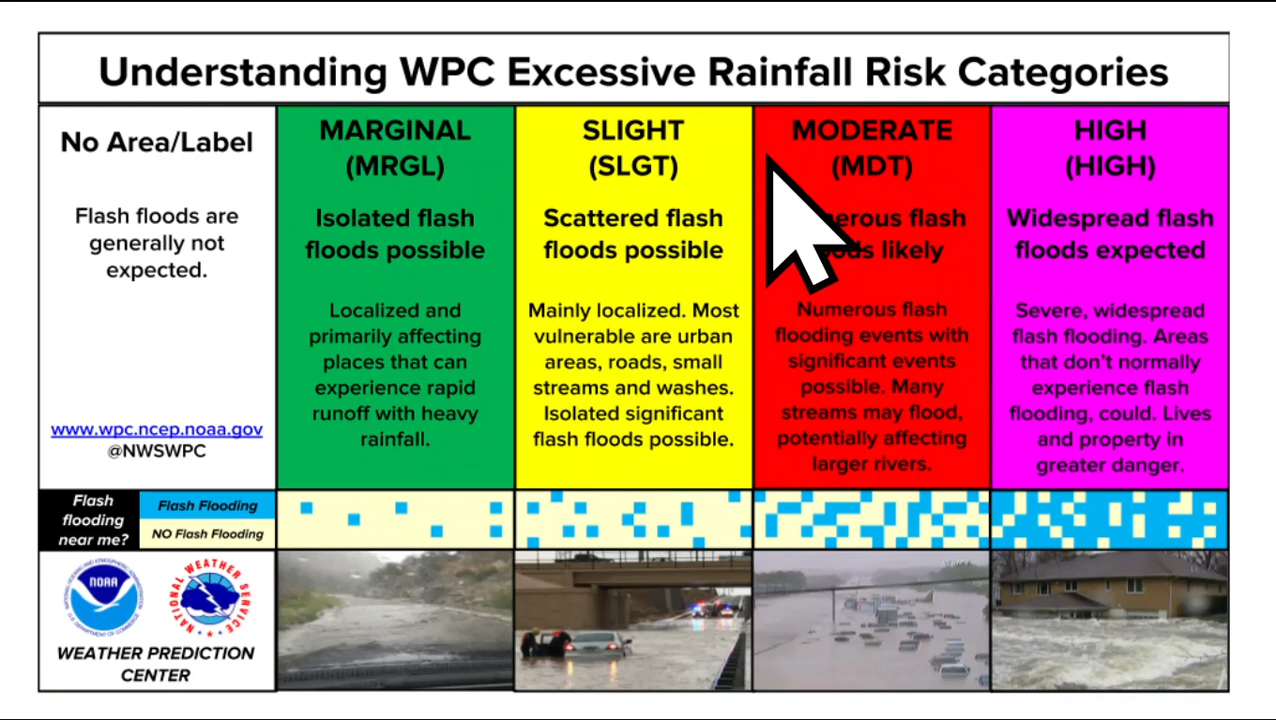 Understanding WPC Excessive Rainfall Risk Categories
No Area/Label
Flash floods are
generally not
expected.
www.wpc.ncep.noaa.gov
@NWSWPC
MARGINAL
(MRGL)
Isolated flash
floods possible
Localized and
primarily affecting
places that can
experience rapid
runoff with heavy
rainfall.
SLIGHT
(SLGT)
Scattered flash
floods possible
Mainly localized. Most
vulnerable are urban
areas, roads, small
streams and washes.
Isolated significant
flash floods possible.
MODERATE
(MDT)
flash
likely
Numerous flash
flooding events with
significant events
possible. Many
streams may flood,
potentially affecting
larger rivers.
HIGH
(HIGH)
Widespread flash
floods expected
Severe, widespread
flash flooding. Areas
that don't normally
experience flash
flooding, could. Lives
and property in
greater danger.
Flash
flooding
near me?
Flash Flooding
NO Flash Flooding
NOAA
NATIONAL WEATHER SERVICE
WEATHER PREDICTION
CENTER